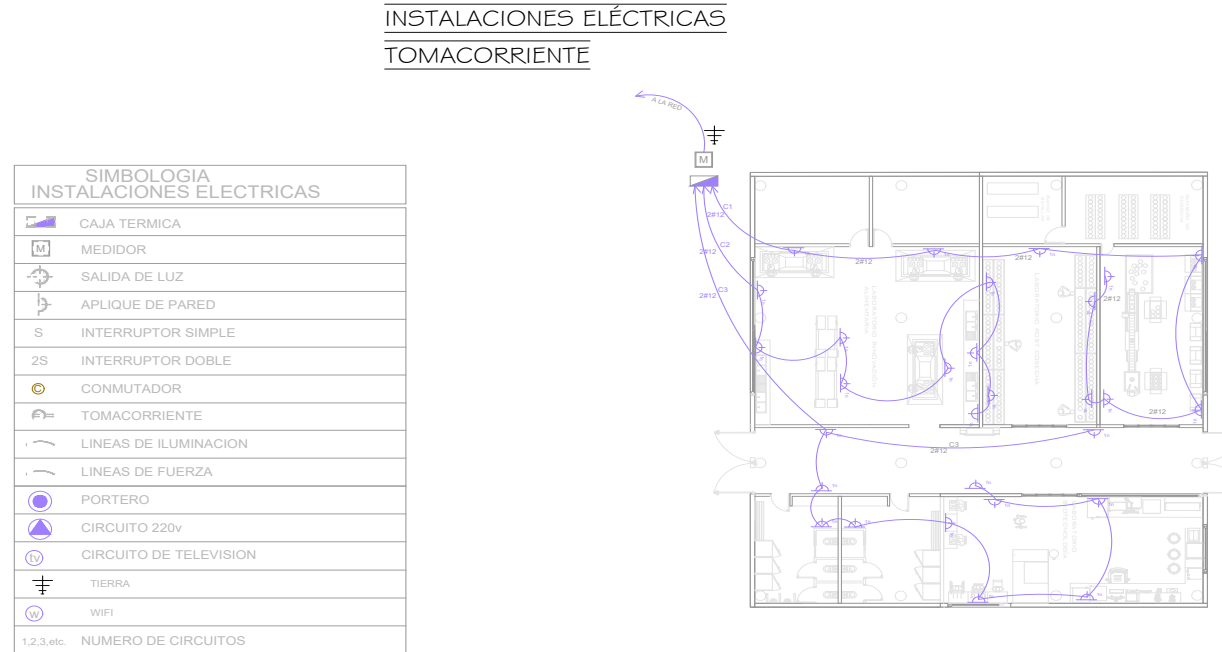 INSTALACIONES ELÉCTRICAS
TOMACORRIENTE
A LA RED
M
SIMBOLOGIA
INSTALACIONES ELECTRICAS
CAJA TERMICA
M MEDIDOR
SALIDA DE LUZ
APLIQUE DE PARED
S INTERRUPTOR SIMPLE
2S INTERRUPTOR DOBLE
© CONMUTADOR
TOMACORRIENTE
LINEAS DE ILUMINACION
LINEAS DE FUERZA
PORTERO
CIRCUITO 220v
tv CIRCUITO DE TELEVISION
TIERRA
W WIFI
1,2,3,etc. NUMERO DE CIRCUITOS
C1
2#12
C2
2#12
C3
2#12
2#12
2#12
2#12
2#12
C3
2#12